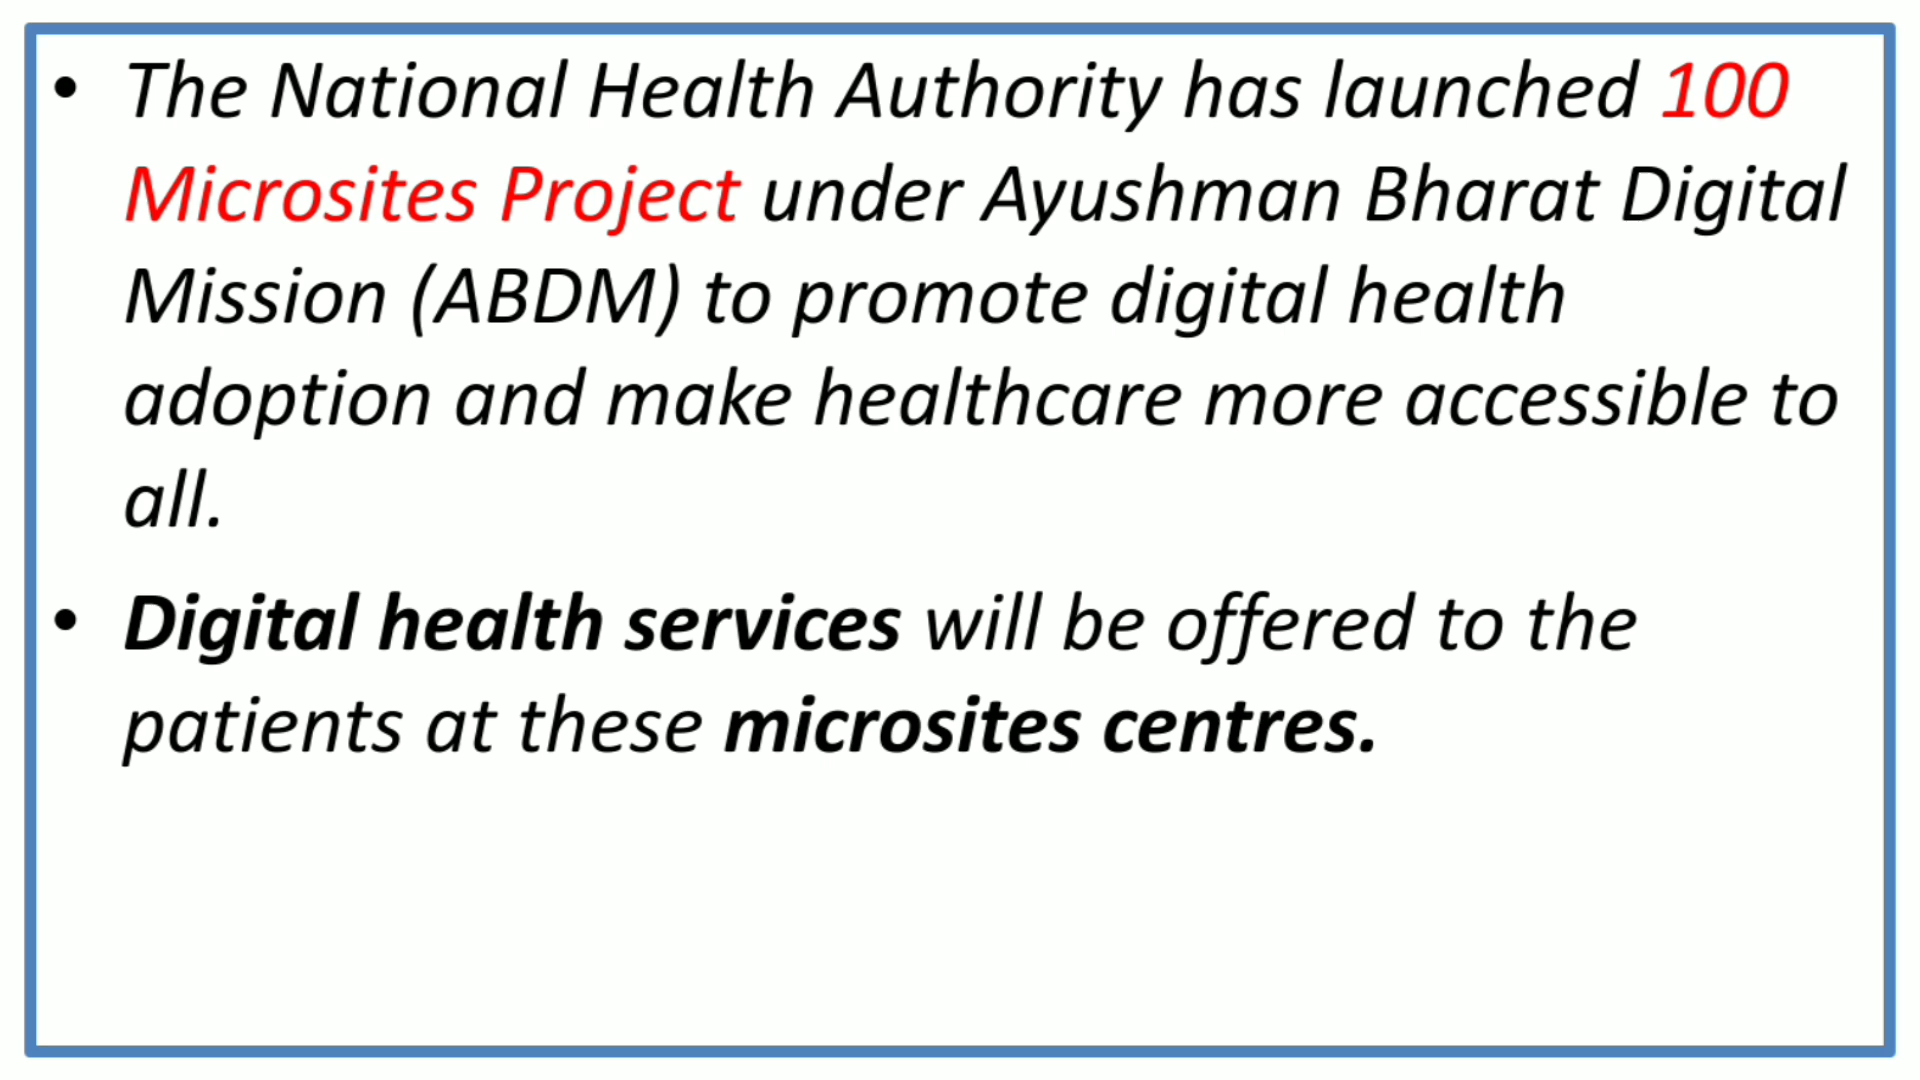 • The National Health Authority has launched 100
Microsites Project under Ayushman Bharat Digital
Mission (ABDM) to promote digital health
adoption and make healthcare more accessible to
all.
• Digital health services will be offered to the
patients at these microsites centres.